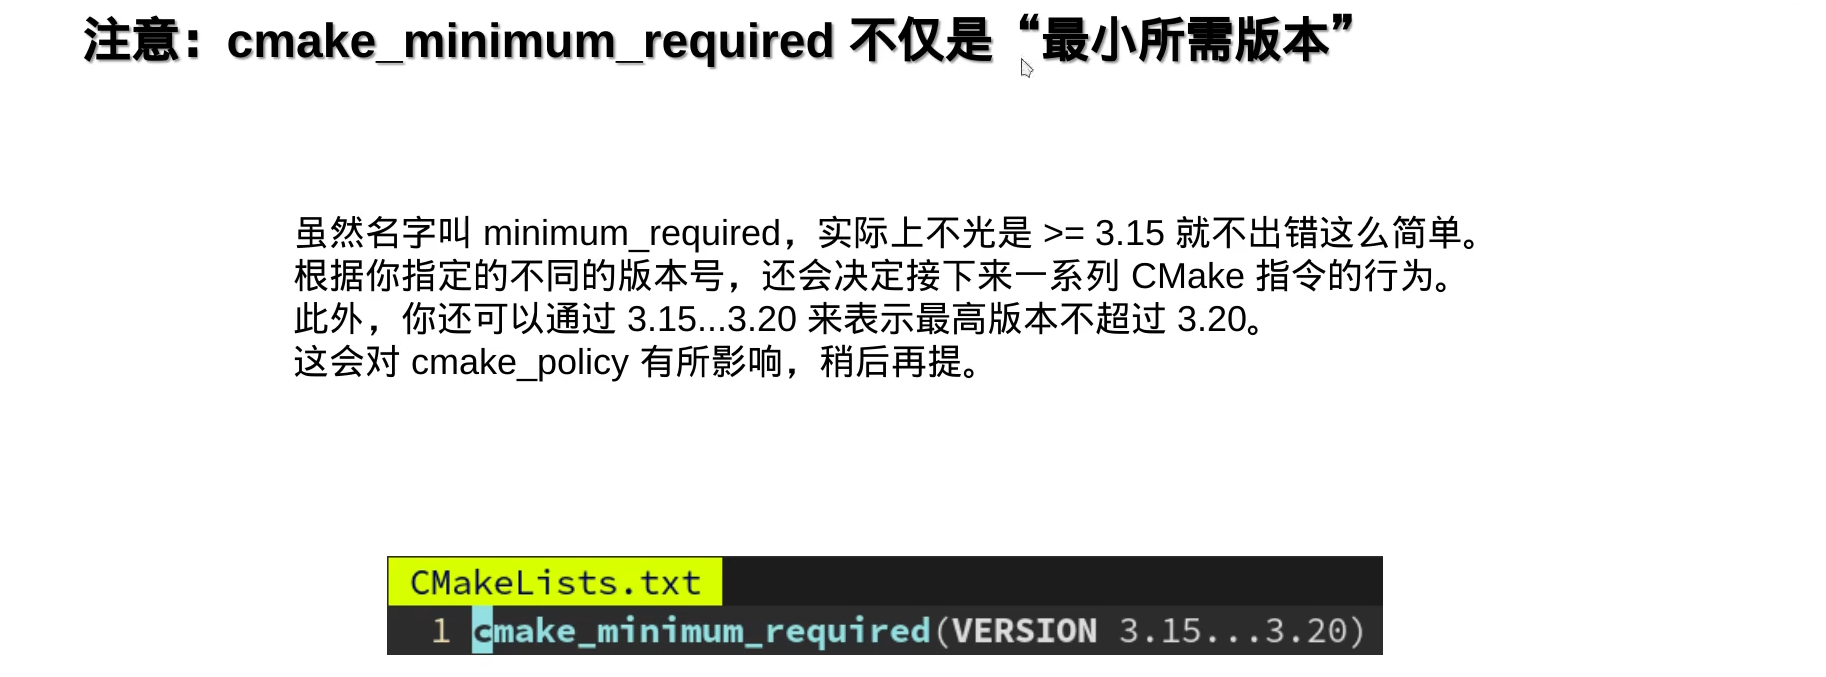 注意：cmake_minimum_required 不仅是“最小所需版本”
虽然名字叫 minimum_required，实际上不光是 >= 3.15 就不出错这么简单。
根据你指定的不同的版本号，还会决定接下来一系列 CMake 指令的行为。
此外，你还可以通过 3.15...3.20 来表示最高版本不超过 3.20。
这会对 cmake_policy 有所影响，稍后再提。
CMakeLists.txt
1 cmake_minimum_required(VERSION 3.15...3.20)